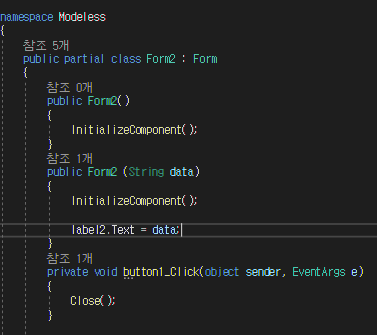 namespace Modeless
{
참조 5개
public partial class Form2 : Form
{
참조 0개
public Form2()
{
InitializeComponent();
}
참조 1개
public Form2 (String data)
{
InitializeComponent();
label2.Text = data;
}
참조 1개
private void button1_Click(object sender, EventArgs e)
{
Close();
}